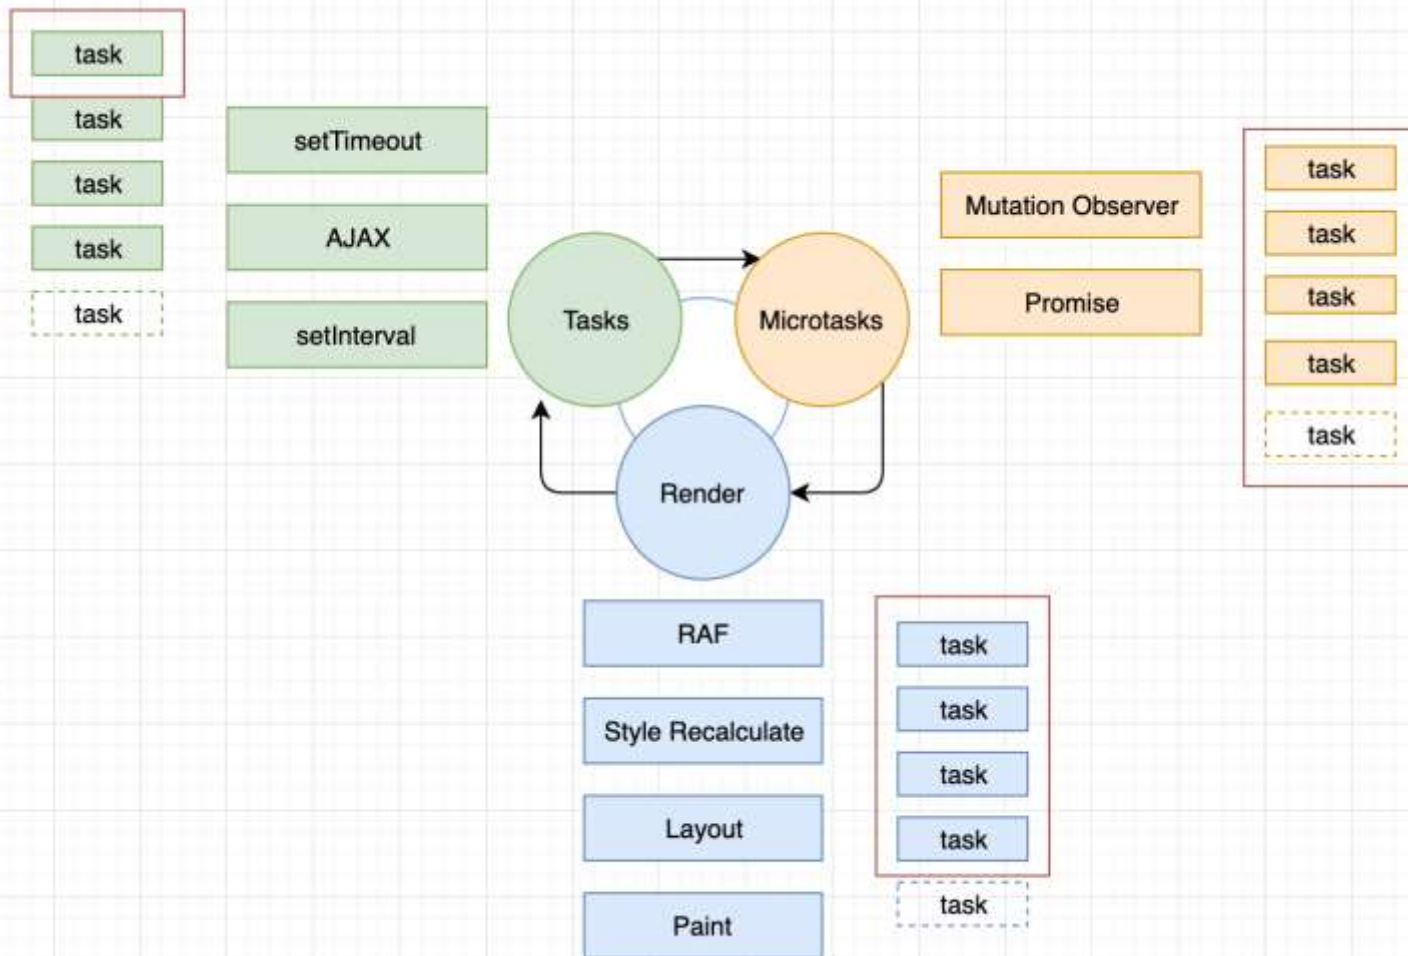 task
task
task
task
task
setTimeout
AJAX
setInterval
Tasks
Microtasks
Render
Mutation Observer
Promise
task
task
task
task
task
RAF
Style Recalculate
Layout
Paint
task
task
task
task
task